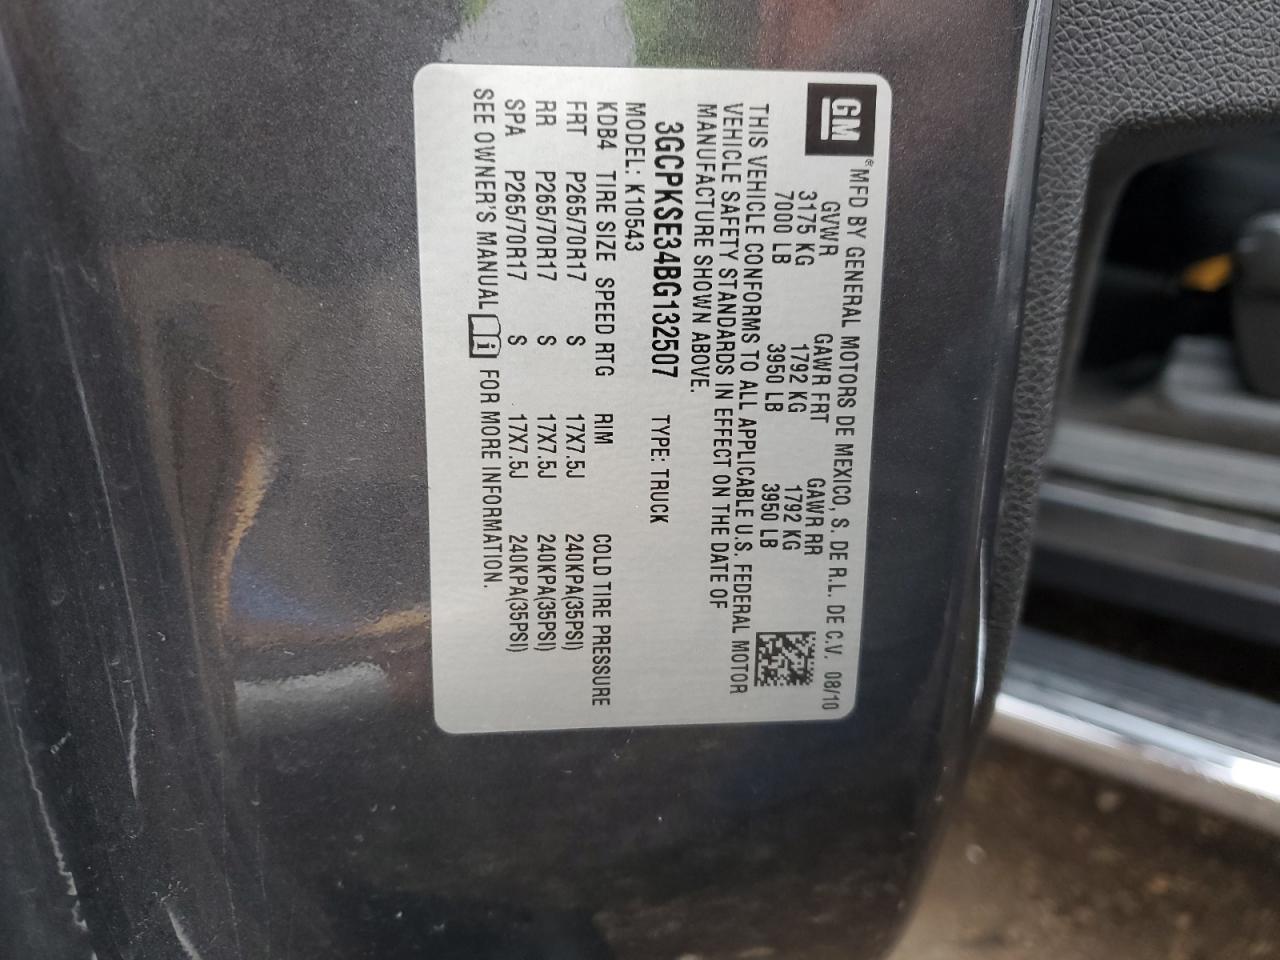 GM ® MFD BY GENERAL MOTORS DE MEXICO, S. DE R.L. DE C.V. 08/10
GVWR GAWR FRT GAWR RR
3175 KG 1792 KG 1792 KG
7000 LB 3950 LB 3950 LB
THIS VEHICLE CONFORMS TO ALL APPLICABLE U.S. FEDERAL MOTOR
VEHICLE SAFETY STANDARDS IN EFFECT ON THE DATE OF
MANUFACTURE SHOWN ABOVE.
3GCPKSE34BG132507 TYPE: TRUCK
MODEL: K10543
KDB4 TIRE SIZE SPEED RTG RIM COLD TIRE PRESSURE
FRT P265/70R17 S 17X7.5J 240KPA(35PSI)
RR P265/70R17 S 17X7.5J 240KPA(35PSI)
SPA P265/70R17 S 17X7.5J 240KPA(35PSI)
SEE OWNER'S MANUAL i FOR MORE INFORMATION.